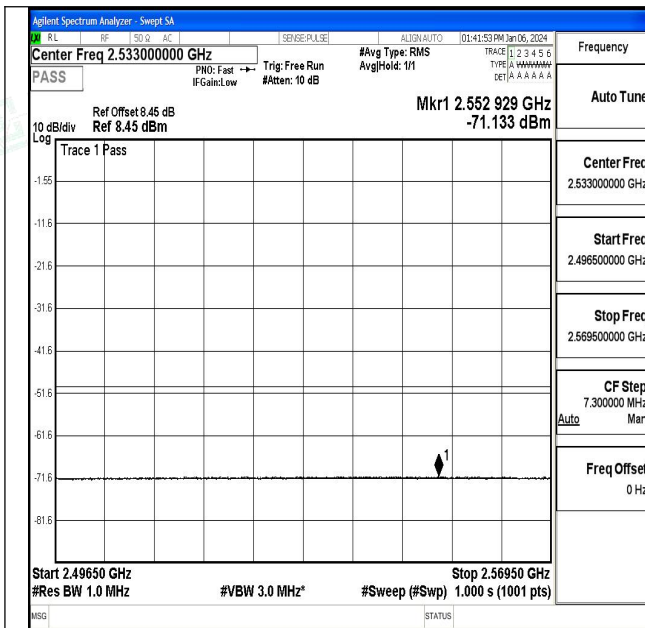 Agilent Spectrum Analyzer - Swept SA
RL RF 50 Ω AC SENSE:PULSE ALIGN AUTO 01:41:53 PM Jan 06, 2024
Center Freq 2.533000000 GHz
PASS
PNO: Fast
IFGain:Low
Trig: Free Run
#Atten: 10 dB
#Avg Type: RMS
Avg|Hold: 1/1
TRACE 1 2 3 4 5 6
TYPE A WWWWW
DET A A A A A A
Mkr1 2.552 929 GHz
-71.133 dBm
Ref Offset 8.45 dB
10 dB/div Ref 8.45 dBm
Log
Trace 1 Pass
-1.55
-11.6
-21.6
-31.6
-41.6
-51.6
-61.6
1
-71.6
-81.6
Start 2.49650 GHz Stop 2.56950 GHz
#Res BW 1.0 MHz #VBW 3.0 MHz* #Sweep (#Swp) 1.000 s (1001 pts)
MSG STATUS
Frequency
Auto Tune
Center Freq
2.533000000 GHz
Start Freq
2.496500000 GHz
Stop Freq
2.569500000 GHz
CF Step
7.300000 MHz
Auto Man
Freq Offset
0 Hz